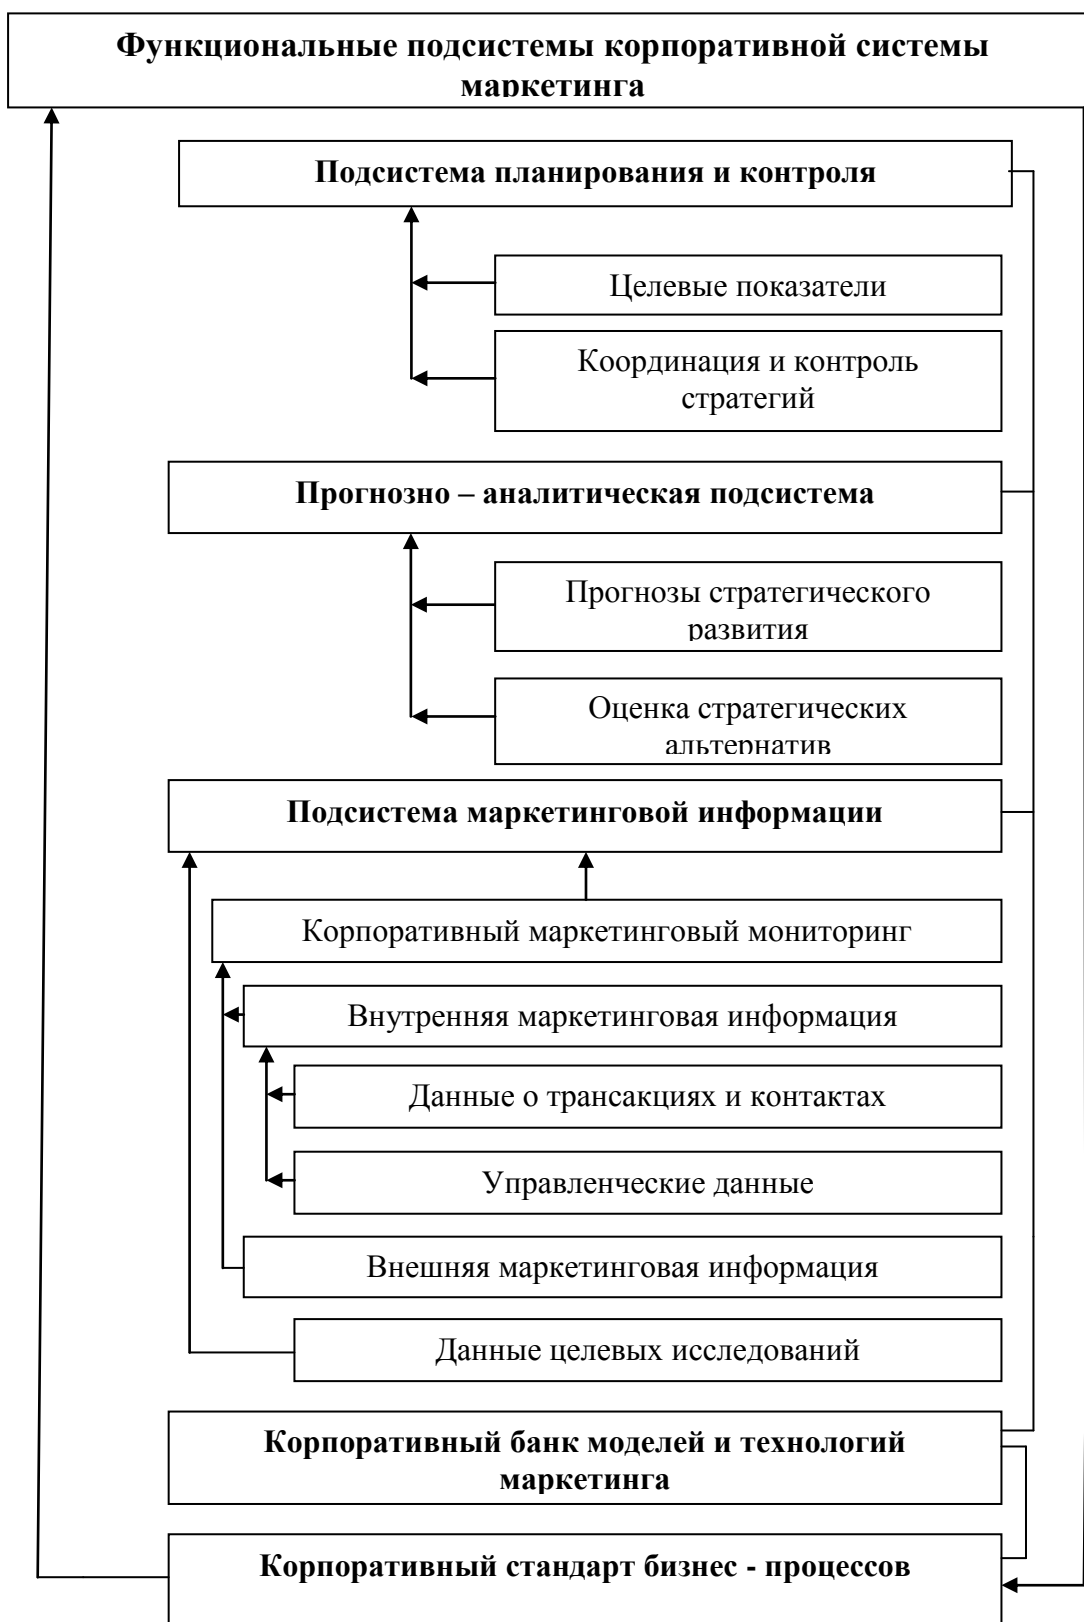 Функциональные подсистемы корпоративной системы
маркетинга
Подсистема планирования и контроля
Целевые показатели
Координация и контроль
стратегий
Прогнозно – аналитическая подсистема
Прогнозы стратегического
развития
Оценка стратегических
альтернатив
Подсистема маркетинговой информации
Корпоративный маркетинговый мониторинг
Внутренняя маркетинговая информация
Данные о трансакциях и контактах
Управленческие данные
Внешняя маркетинговая информация
Данные целевых исследований
Корпоративный банк моделей и технологий
маркетинга
Корпоративный стандарт бизнес - процессов